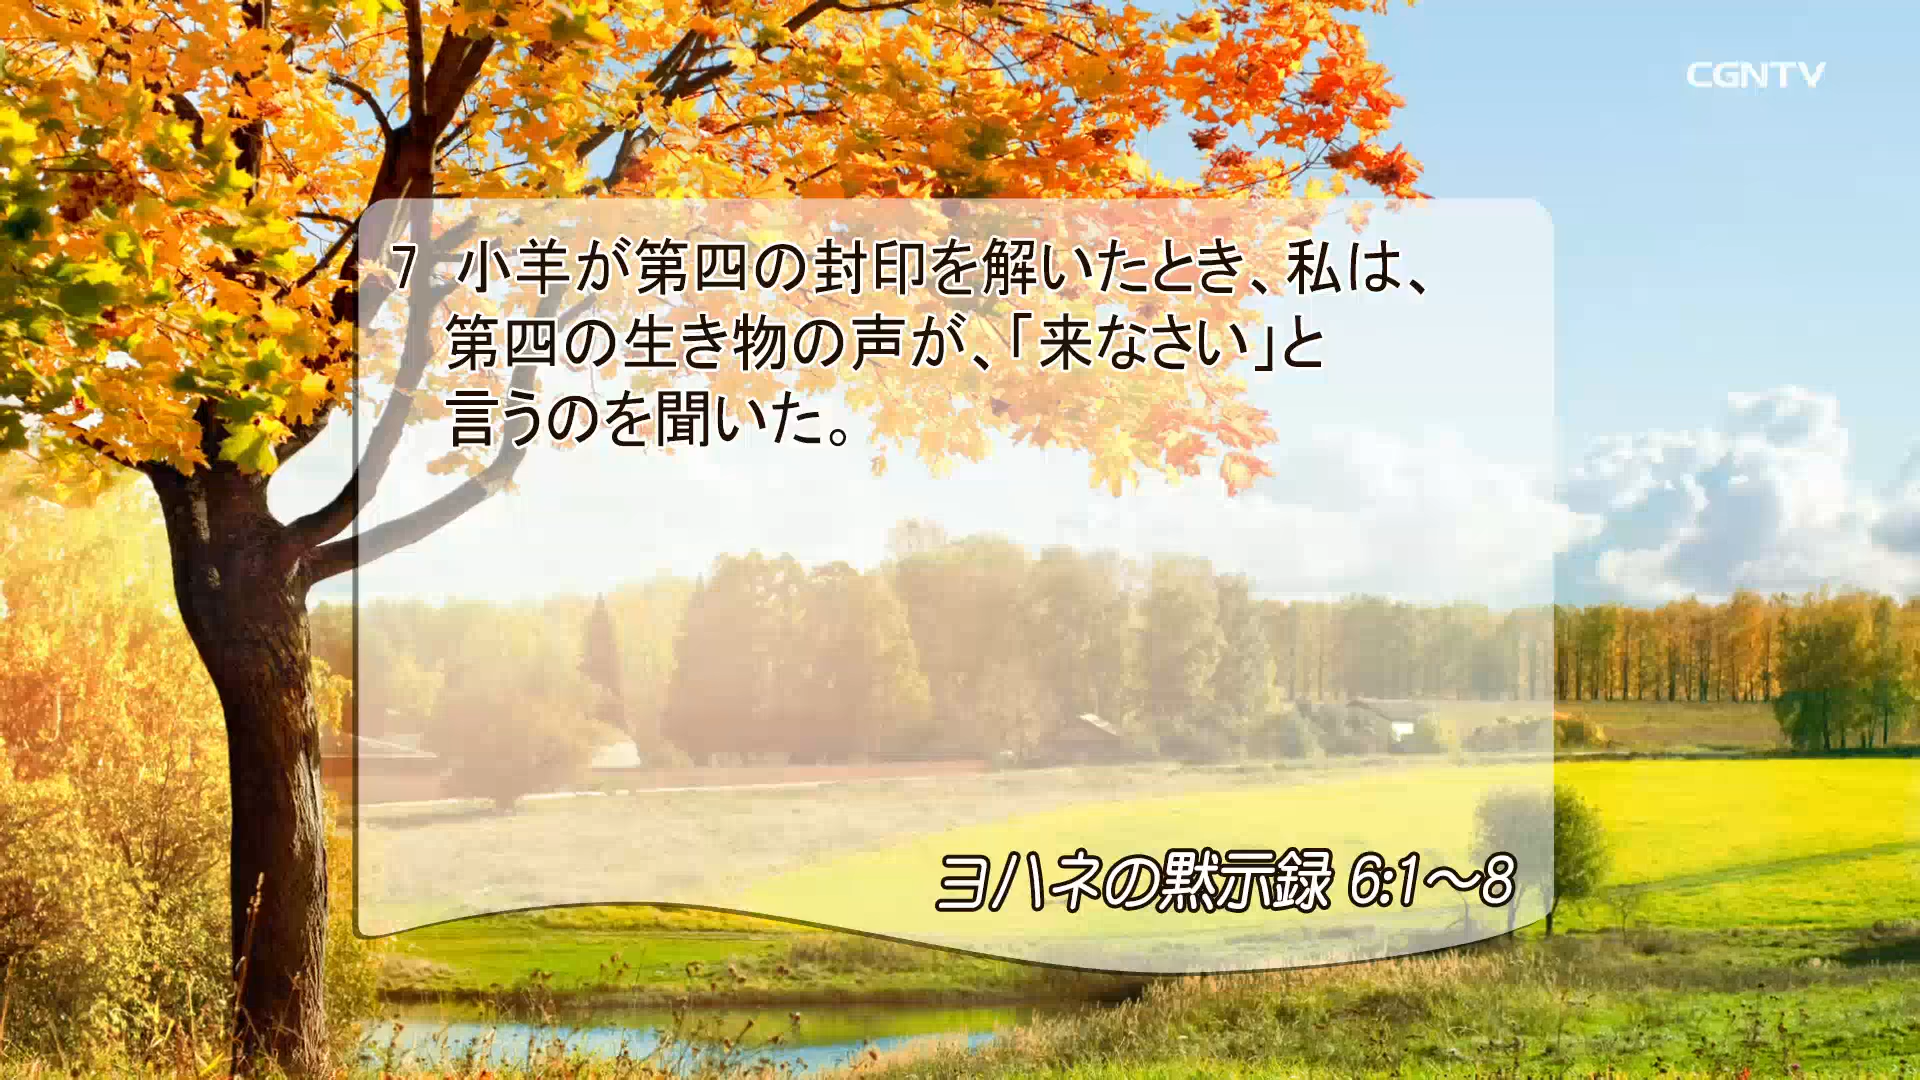 CGNTV
7 小羊が第四の封印を解いたとき、私は、
第四の生き物の声が、「来なさい」と
言うのを聞いた。
ヨハネの黙示録 6:1～8